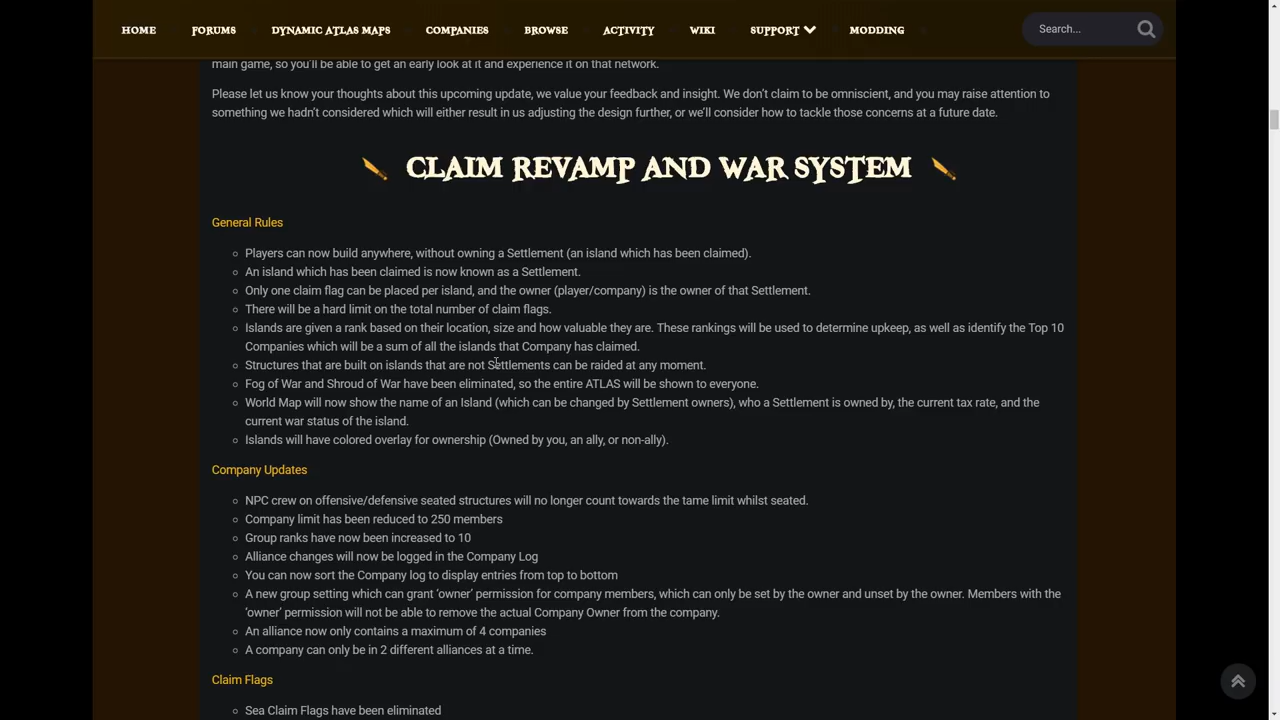 HOME FORUMS DYNAMIC ATLAS MAPS COMPANIES BROWSE ACTIVITY WIKI SUPPORT MODDING Search...
main game, so you'll be able to get an early look at it and experience it on that network.
Please let us know your thoughts about this upcoming update, we value your feedback and insight. We don't claim to be omniscient, and you may raise attention to
something we hadn't considered which will either result in us adjusting the design further, or we'll consider how to tackle those concerns at a future date.
CLAIM REVAMP AND WAR SYSTEM
General Rules
Players can now build anywhere, without owning a Settlement (an island which has been claimed).
An island which has been claimed is now known as a Settlement.
Only one claim flag can be placed per island, and the owner (player/company) is the owner of that Settlement.
There will be a hard limit on the total number of claim flags.
Islands are given a rank based on their location, size and how valuable they are. These rankings will be used to determine upkeep, as well as identify the Top 10
Companies which will be a sum of all the islands that Company has claimed.
Structures that are built on islands that are not Settlements can be raided at any moment.
Fog of War and Shroud of War have been eliminated, so the entire ATLAS will be shown to everyone.
World Map will now show the name of an Island (which can be changed by Settlement owners), who a Settlement is owned by, the current tax rate, and the
current war status of the island.
Islands will have colored overlay for ownership (Owned by you, an ally, or non-ally).
Company Updates
NPC crew on offensive/defensive seated structures will no longer count towards the tame limit whilst seated.
Company limit has been reduced to 250 members
Group ranks have now been increased to 10
Alliance changes will now be logged in the Company Log
You can now sort the Company log to display entries from top to bottom
A new group setting which can grant 'owner' permission for company members, which can only be set by the owner and unset by the owner. Members with the
'owner' permission will not be able to remove the actual Company Owner from the company.
An alliance now only contains a maximum of 4 companies
A company can only be in 2 different alliances at a time.
Claim Flags
Sea Claim Flags have been eliminated